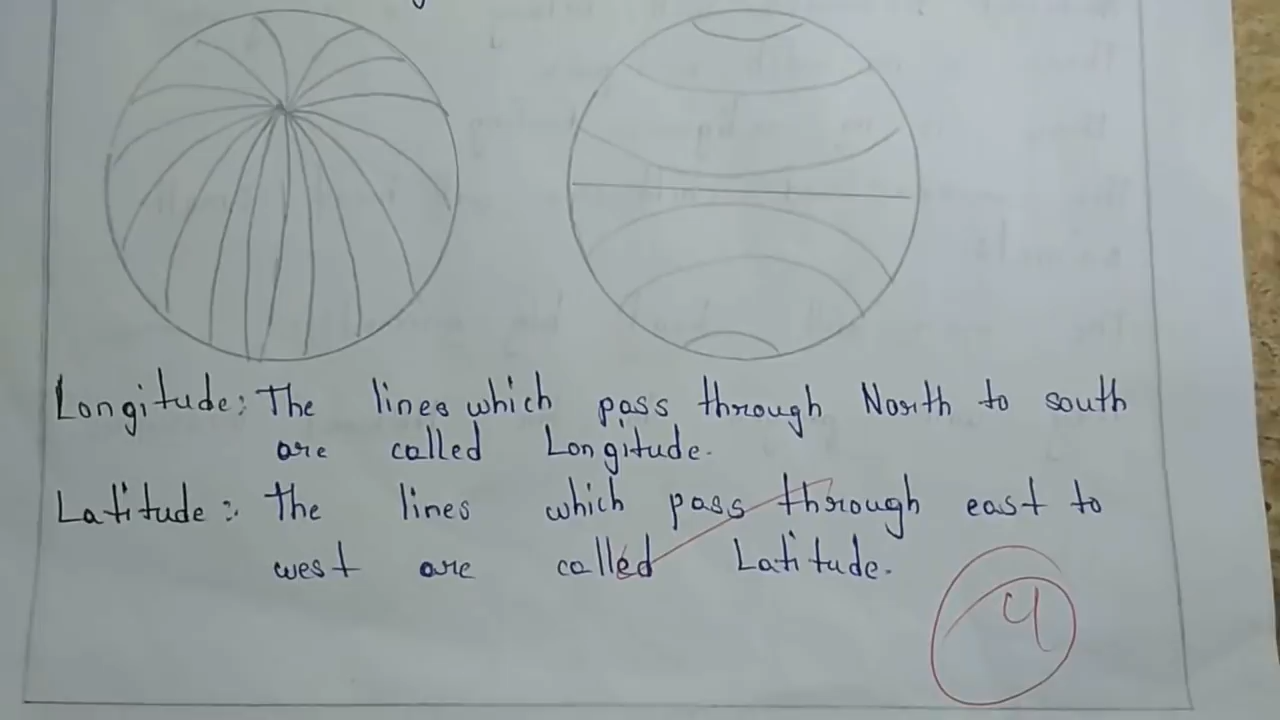 Longitude: The lines which pass through North to south
are called Longitude.
Latitude :. the lines which pass through east to
west are called Latitude.
4